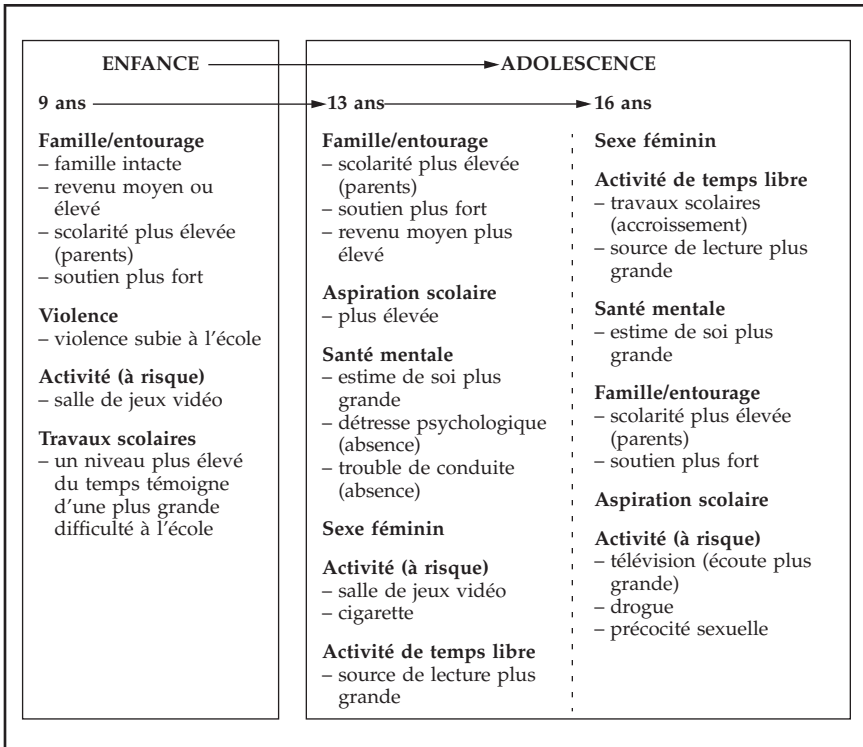 ENFANCE
ADOLESCENCE
9 ans
13 ans
16 ans
Famille/entourage
– famille intacte
– revenu moyen ou
élevé
– scolarité plus élevée
(parents)
– soutien plus fort
Violence
– violence subie à l’école
Activité (à risque)
– salle de jeux vidéo
Travaux scolaires
– un niveau plus élevé
du temps témoigne
d’une plus grande
difficulté à l’école
Famille/entourage
– scolarité plus élevée
(parents)
– soutien plus fort
– revenu moyen plus
élevé
Aspiration scolaire
– plus élevée
Santé mentale
– estime de soi plus
grande
– détresse psychologique
(absence)
– trouble de conduite
(absence)
Sexe féminin
Activité (à risque)
– salle de jeux vidéo
– cigarette
Activité de temps libre
– source de lecture plus
grande
Sexe féminin
Activité de temps libre
– travaux scolaires
(accroissement)
– source de lecture plus
grande
Santé mentale
– estime de soi plus
grande
Famille/entourage
– scolarité plus élevée
(parents)
– soutien plus fort
Aspiration scolaire
Activité (à risque)
– télévision (écoute plus
grande)
– drogue
– précocité sexuelle